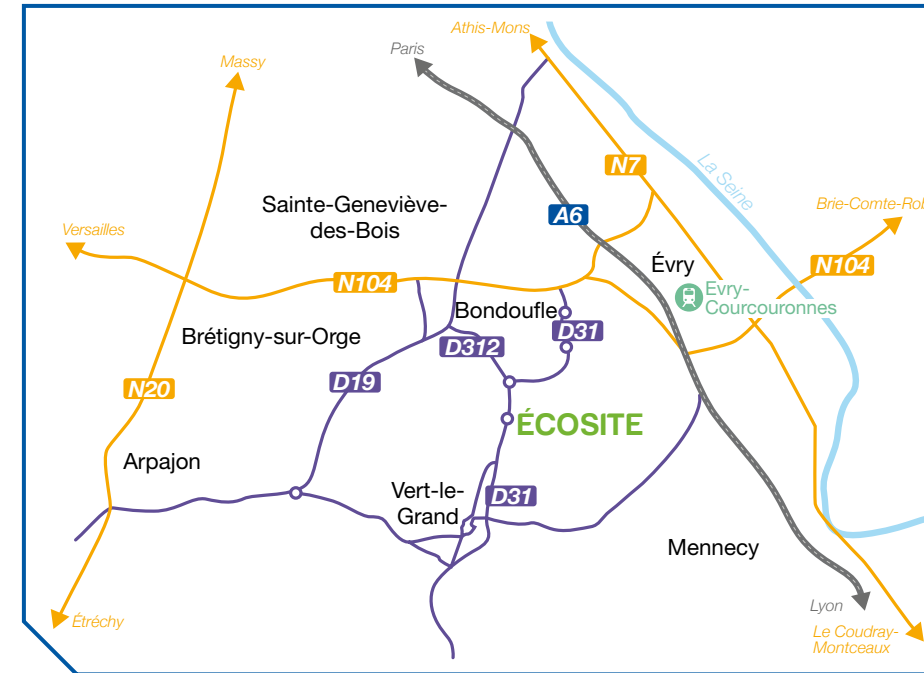 Athis-Mons
Paris
Massy
La Seine
N7
Sainte-Geneviève-
des-Bois
A6
Brie-Comte-Rob
Versailles
Évry
N104
N104
Evry-
Courcouronnes
Bondoufle
D31
Brétigny-sur-Orge
D312
D19
N20
ÉCOSITE
Arpajon
Vert-le-
Grand
D31
Mennecy
Lyon
Étréchy
Le Coudray-
Montceaux